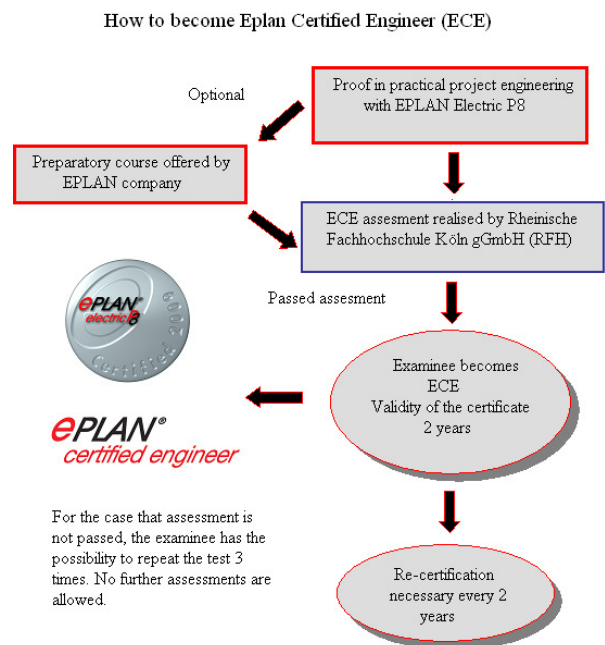 How to become Eplan Certified Engineer (ECE)
Optional
Proof in practical project engineering
with EPLAN Electric P8
Preparatory course offered by
EPLAN company
ECE assesment realised by Rheinische
Fachhochschule Köln gGmbH (RFH)
Passed assesment
ePLAN®
electric P8
Certified 2009
Examinee becomes
ECE
Validity of the certificate
2 years
ePLAN®
certified engineer
For the case that assessment is
not passed, the examinee has the
possibility to repeat the test 3
times. No further assessments are
allowed.
Re-certification
necessary every 2
years